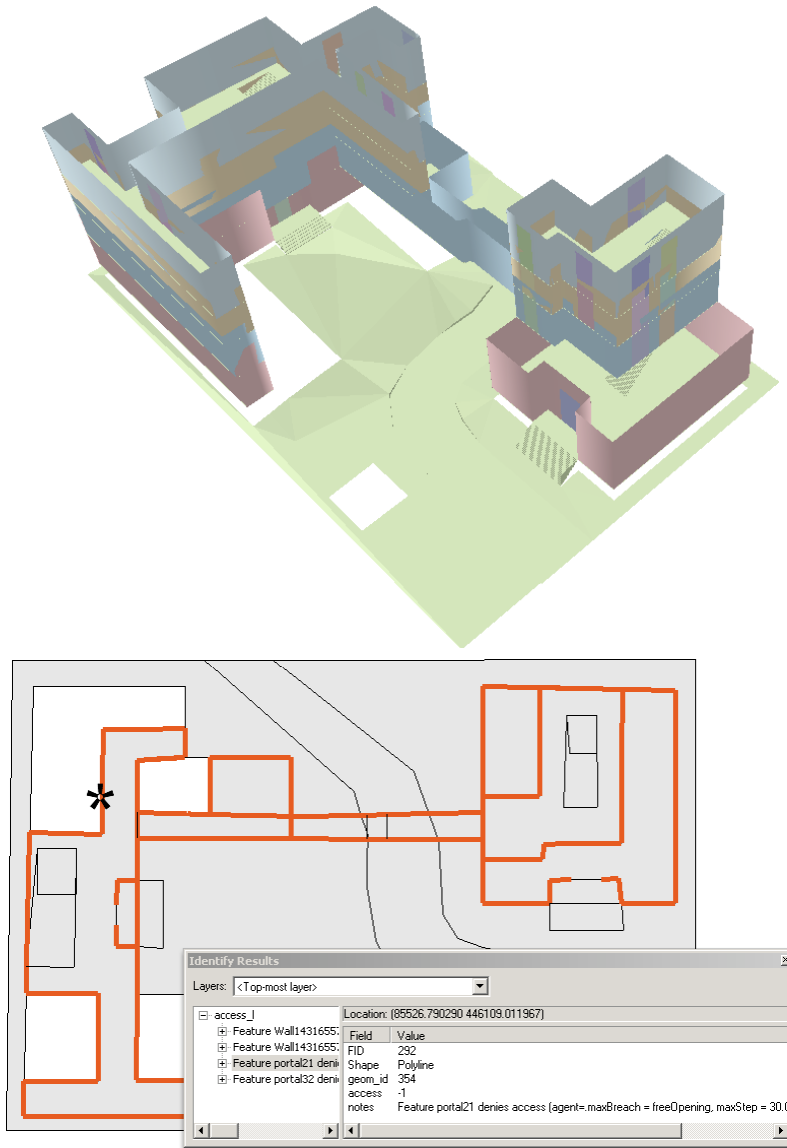 Identify Results
Layers: <Top-most layer>
access_l
Feature Wall1431655
Feature Wall1431655
Feature portal21 deni
Feature portal32 deni
Location: (85526.790290 446109.011967)
Field Value
FID 292
Shape Polyline
geom_id 354
access -1
notes Feature portal21 denies access (agent=.maxBreach = freeOpening, maxStep = 30.0